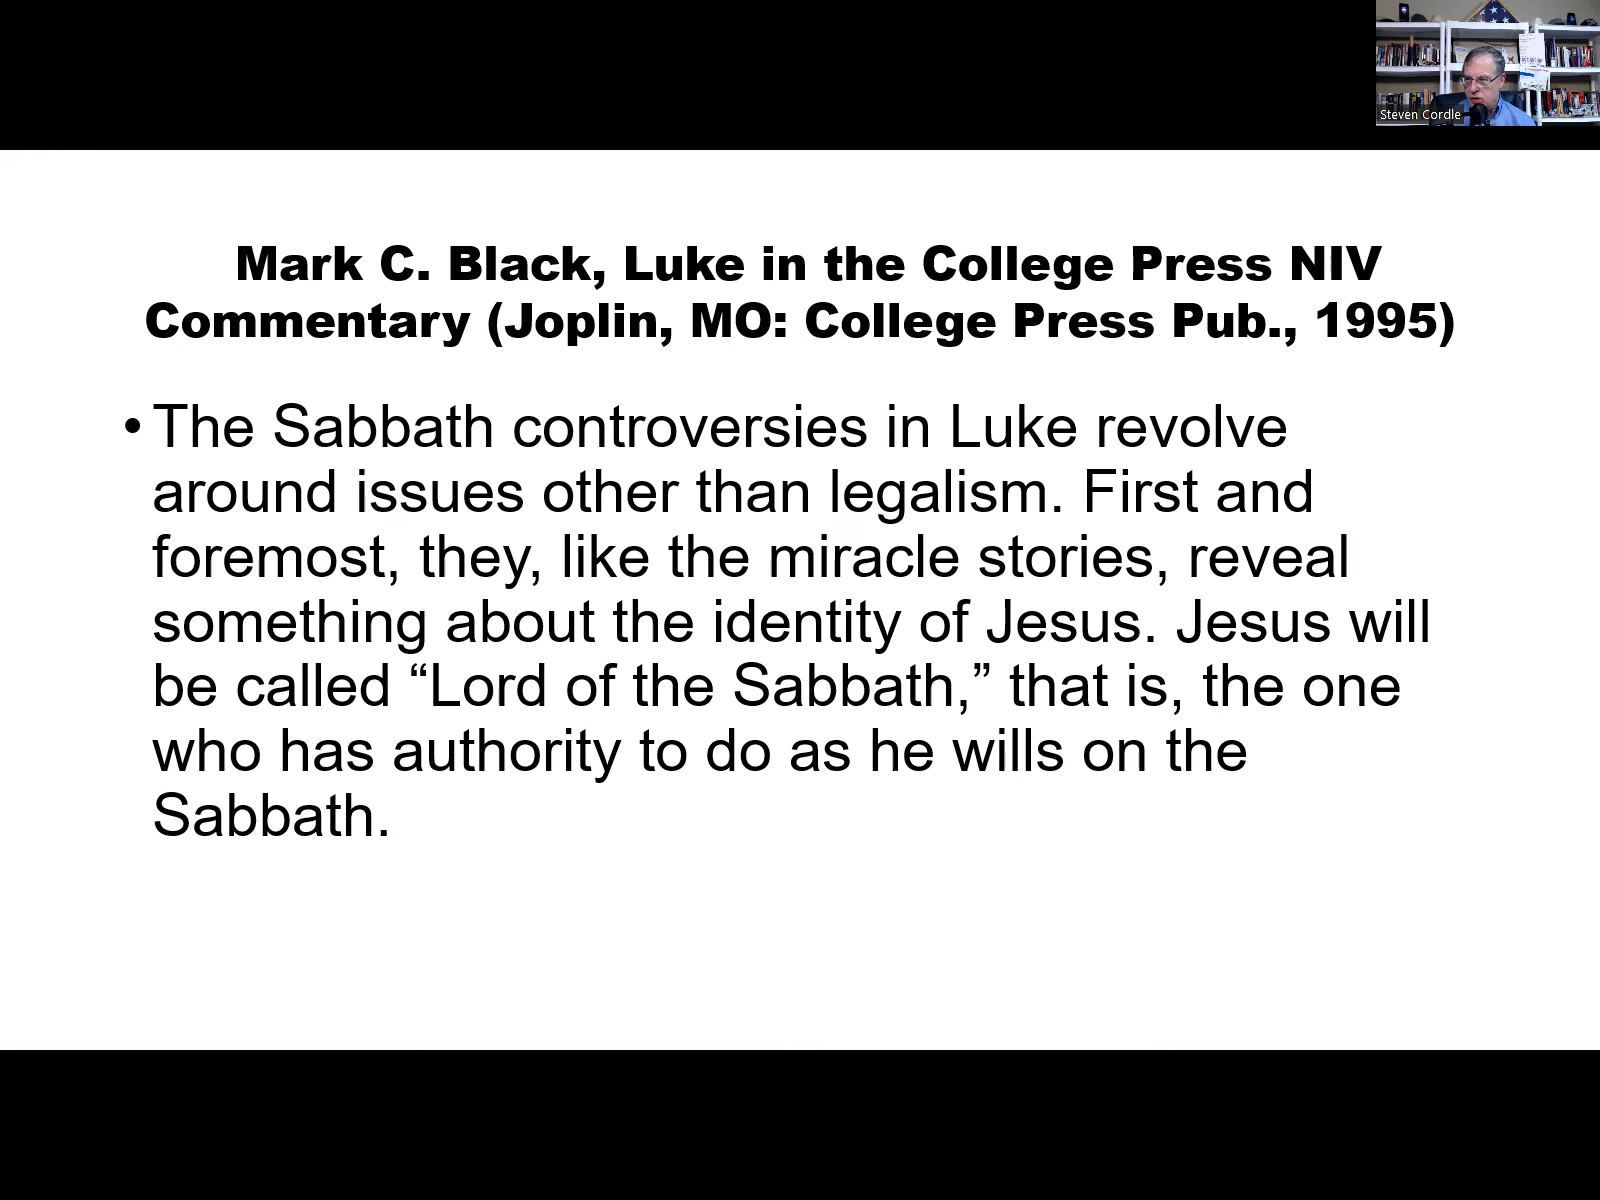 Steven Cordle
Mark C. Black, Luke in the College Press NIV
Commentary (Joplin, MO: College Press Pub., 1995)
• The Sabbath controversies in Luke revolve
around issues other than legalism. First and
foremost, they, like the miracle stories, reveal
something about the identity of Jesus. Jesus will
be called “Lord of the Sabbath,” that is, the one
who has authority to do as he wills on the
Sabbath.